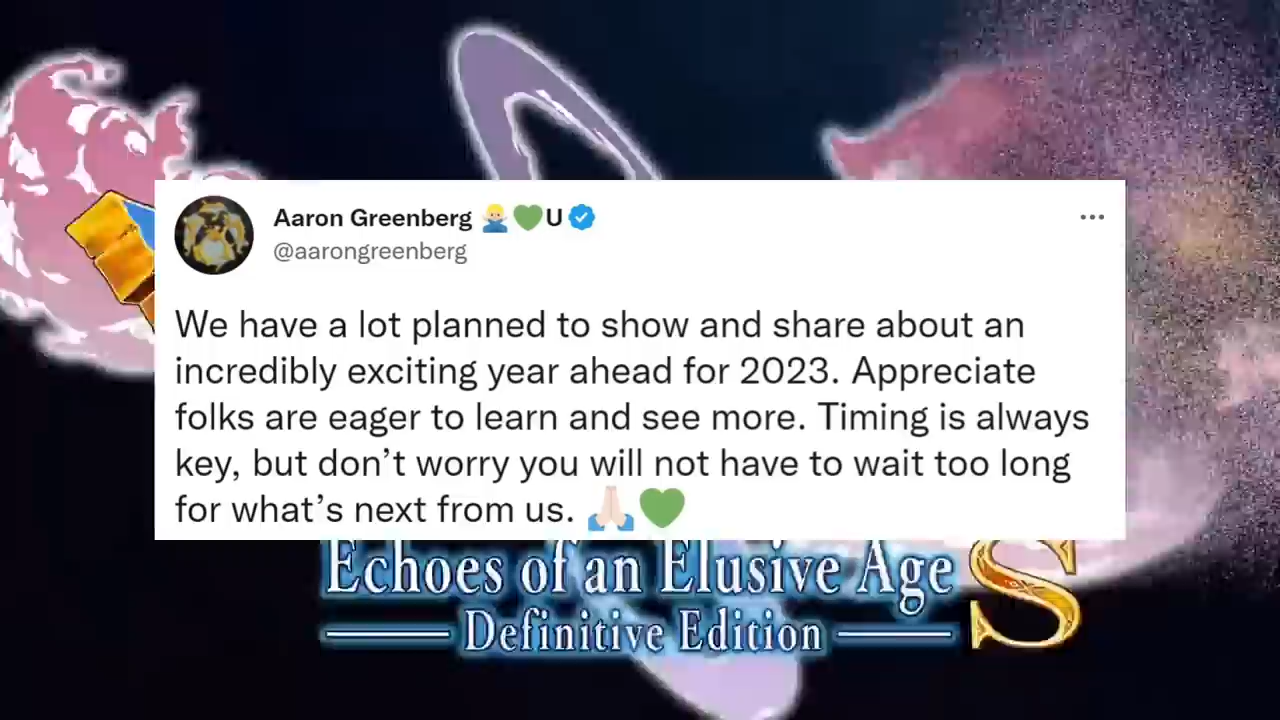 Aaron Greenberg 🙅🏼‍♂️💚U
@aarongreenberg
We have a lot planned to show and share about an
incredibly exciting year ahead for 2023. Appreciate
folks are eager to learn and see more. Timing is always
key, but don’t worry you will not have to wait too long
for what’s next from us. 🙏🏻💚
Echoes of an Elusive Age S
Definitive Edition